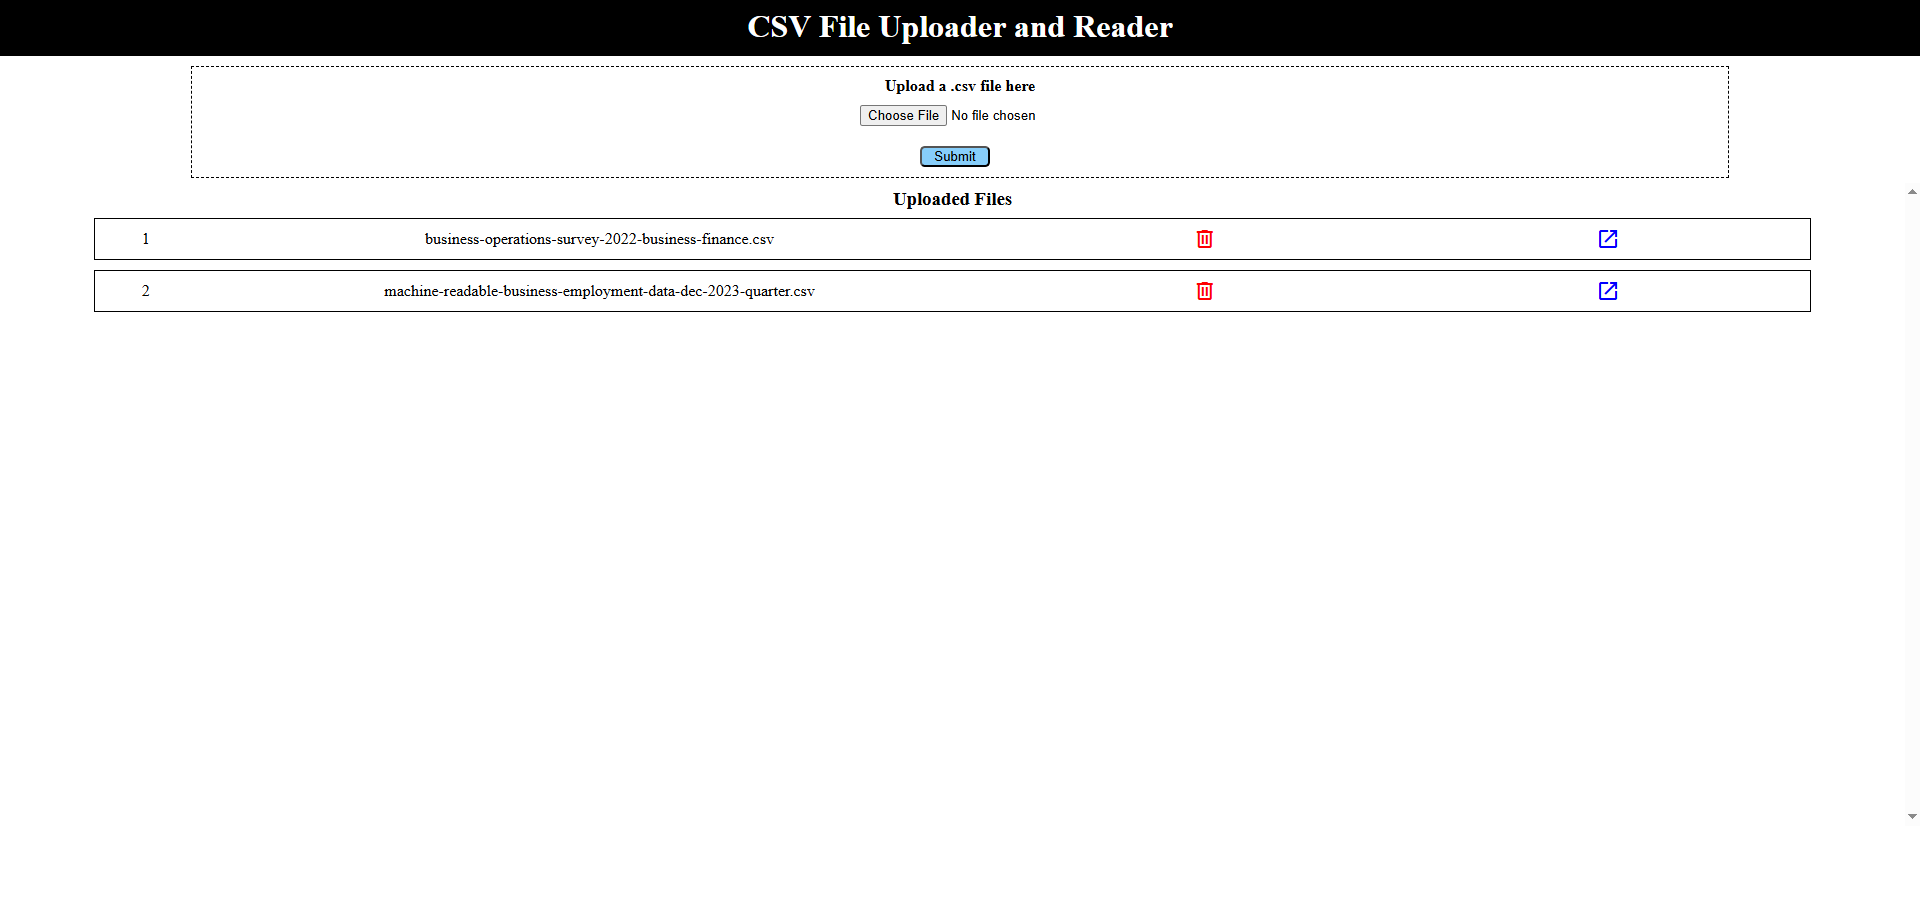 CSV File Uploader and Reader
Upload a .csv file here
Choose File No file chosen
Submit
Uploaded Files
1 business-operations-survey-2022-business-finance.csv
2 machine-readable-business-employment-data-dec-2023-quarter.csv